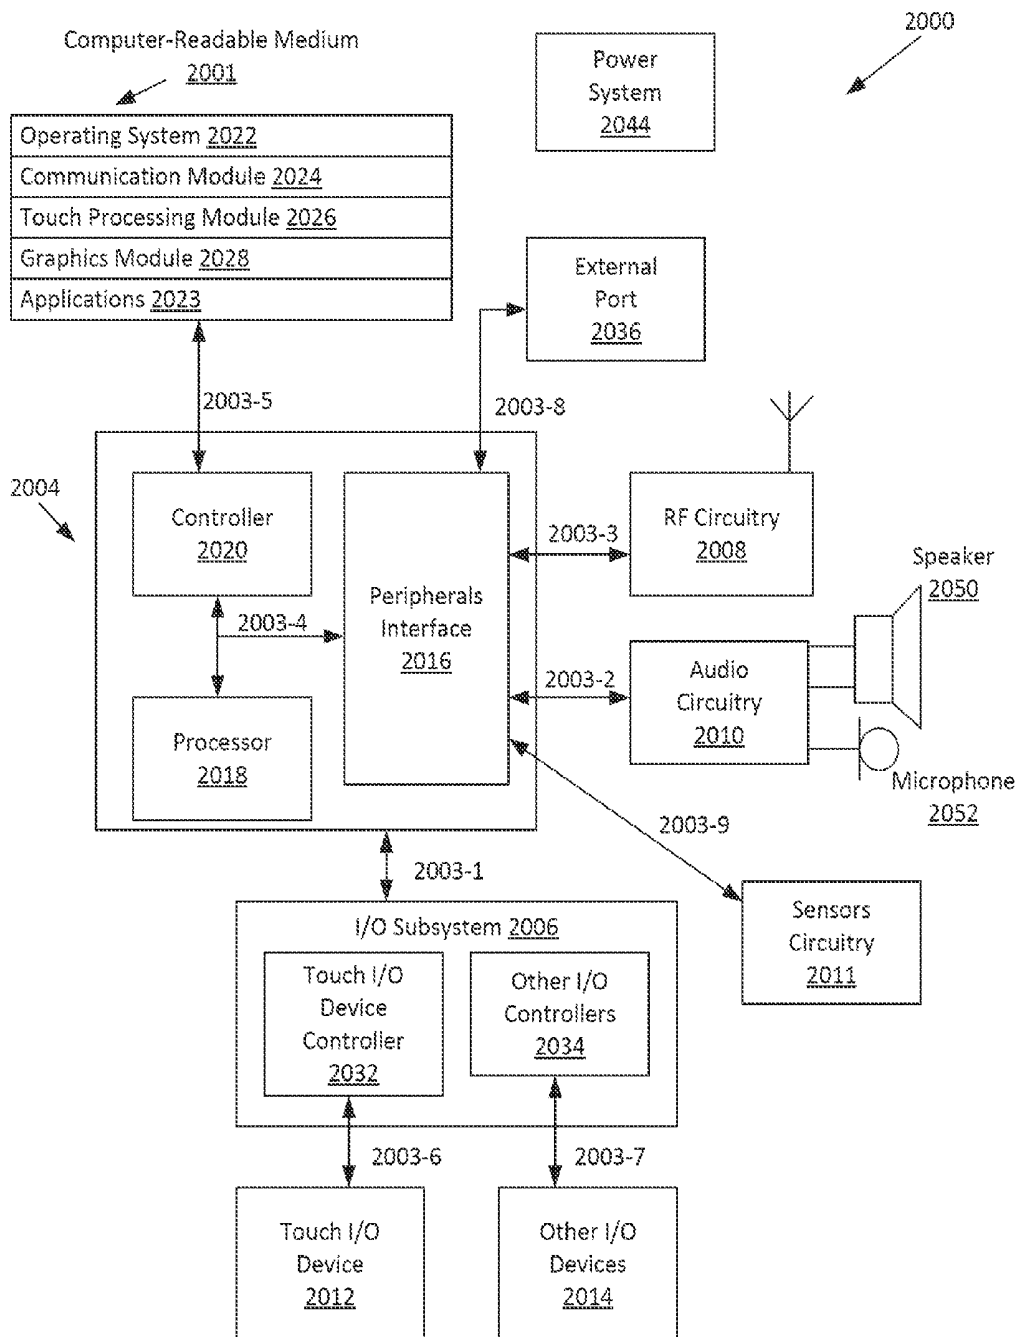 2000
Computer-Readable Medium
2001
Power
System
2044
Operating System 2022
Communication Module 2024
Touch Processing Module 2026
Graphics Module 2028
Applications 2023
External
Port
2036
2003-5
2003-8
2004
Controller
2020
RF Circuitry
2008
2003-3
Speaker
2050
Peripherals
Interface
2016
2003-4
2003-2
Audio
Circuitry
2010
Processor
2018
Microphone
2052
2003-9
2003-1
Sensors
Circuitry
2011
I/O Subsystem 2006
Touch I/O
Device
Controller
2032
Other I/O
Controllers
2034
2003-6
2003-7
Touch I/O
Device
2012
Other I/O
Devices
2014